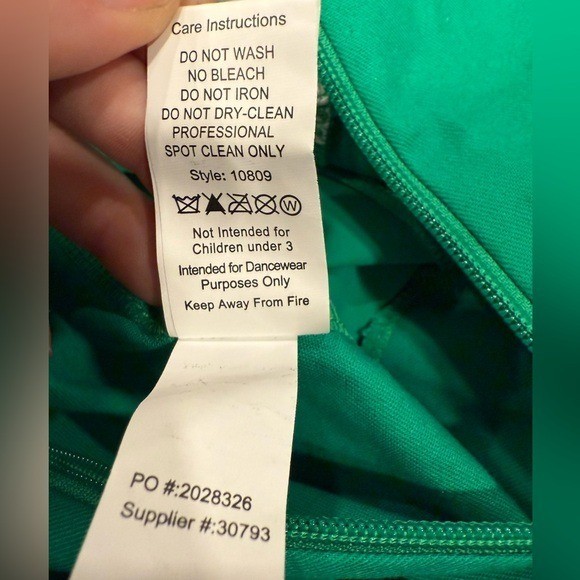 Care Instructions
DO NOT WASH
NO BLEACH
DO NOT IRON
DO NOT DRY-CLEAN
PROFESSIONAL
SPOT CLEAN ONLY
Style: 10809
W
Not Intended for
Children under 3
Intended for Dancewear
Purposes Only
Keep Away From Fire
PO #:2028326
Supplier #:30793